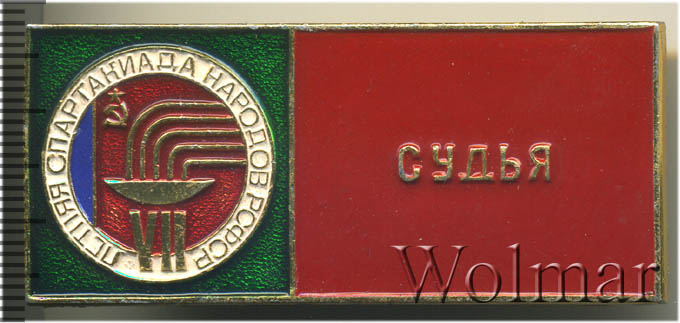 ЛЕТНЯЯ СПАРТАКИАДА НАРОДОВ РСФСР
VII
СУДЬЯ
Wolmar